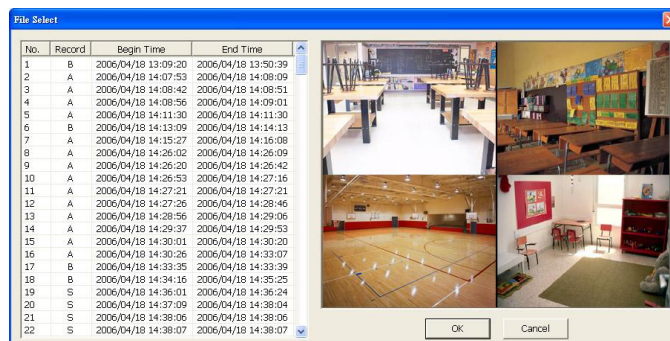 File Select
No. Record Begin Time End Time
1 B 2006/04/18 13:09:20 2006/04/18 13:50:39
2 A 2006/04/18 14:07:53 2006/04/18 14:08:09
3 A 2006/04/18 14:08:42 2006/04/18 14:08:51
4 A 2006/04/18 14:08:56 2006/04/18 14:09:01
5 A 2006/04/18 14:11:30 2006/04/18 14:11:30
6 B 2006/04/18 14:13:09 2006/04/18 14:14:13
7 A 2006/04/18 14:15:27 2006/04/18 14:16:08
8 A 2006/04/18 14:26:02 2006/04/18 14:26:09
9 A 2006/04/18 14:26:20 2006/04/18 14:26:42
10 A 2006/04/18 14:26:53 2006/04/18 14:27:16
11 A 2006/04/18 14:27:21 2006/04/18 14:27:21
12 A 2006/04/18 14:27:26 2006/04/18 14:28:46
13 A 2006/04/18 14:28:56 2006/04/18 14:29:06
14 A 2006/04/18 14:29:37 2006/04/18 14:29:53
15 A 2006/04/18 14:30:01 2006/04/18 14:30:20
16 A 2006/04/18 14:30:26 2006/04/18 14:33:07
17 B 2006/04/18 14:33:35 2006/04/18 14:33:39
18 B 2006/04/18 14:34:16 2006/04/18 14:35:25
19 S 2006/04/18 14:36:01 2006/04/18 14:36:24
20 S 2006/04/18 14:37:09 2006/04/18 14:38:04
21 S 2006/04/18 14:38:06 2006/04/18 14:38:06
22 S 2006/04/18 14:38:07 2006/04/18 14:38:07
OK Cancel